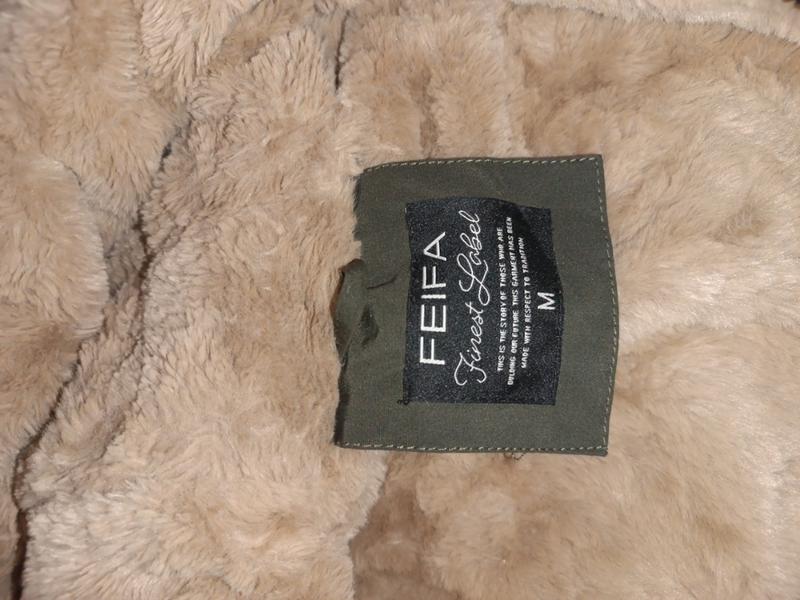 FEIFA
Finest Label
THIS IS THE STORY OF THOSE WHO ARE
DULDING OUR FUTURE THIS GARMENT HAS BEEN
MADE WITH RESPECT TO TRADITION
M